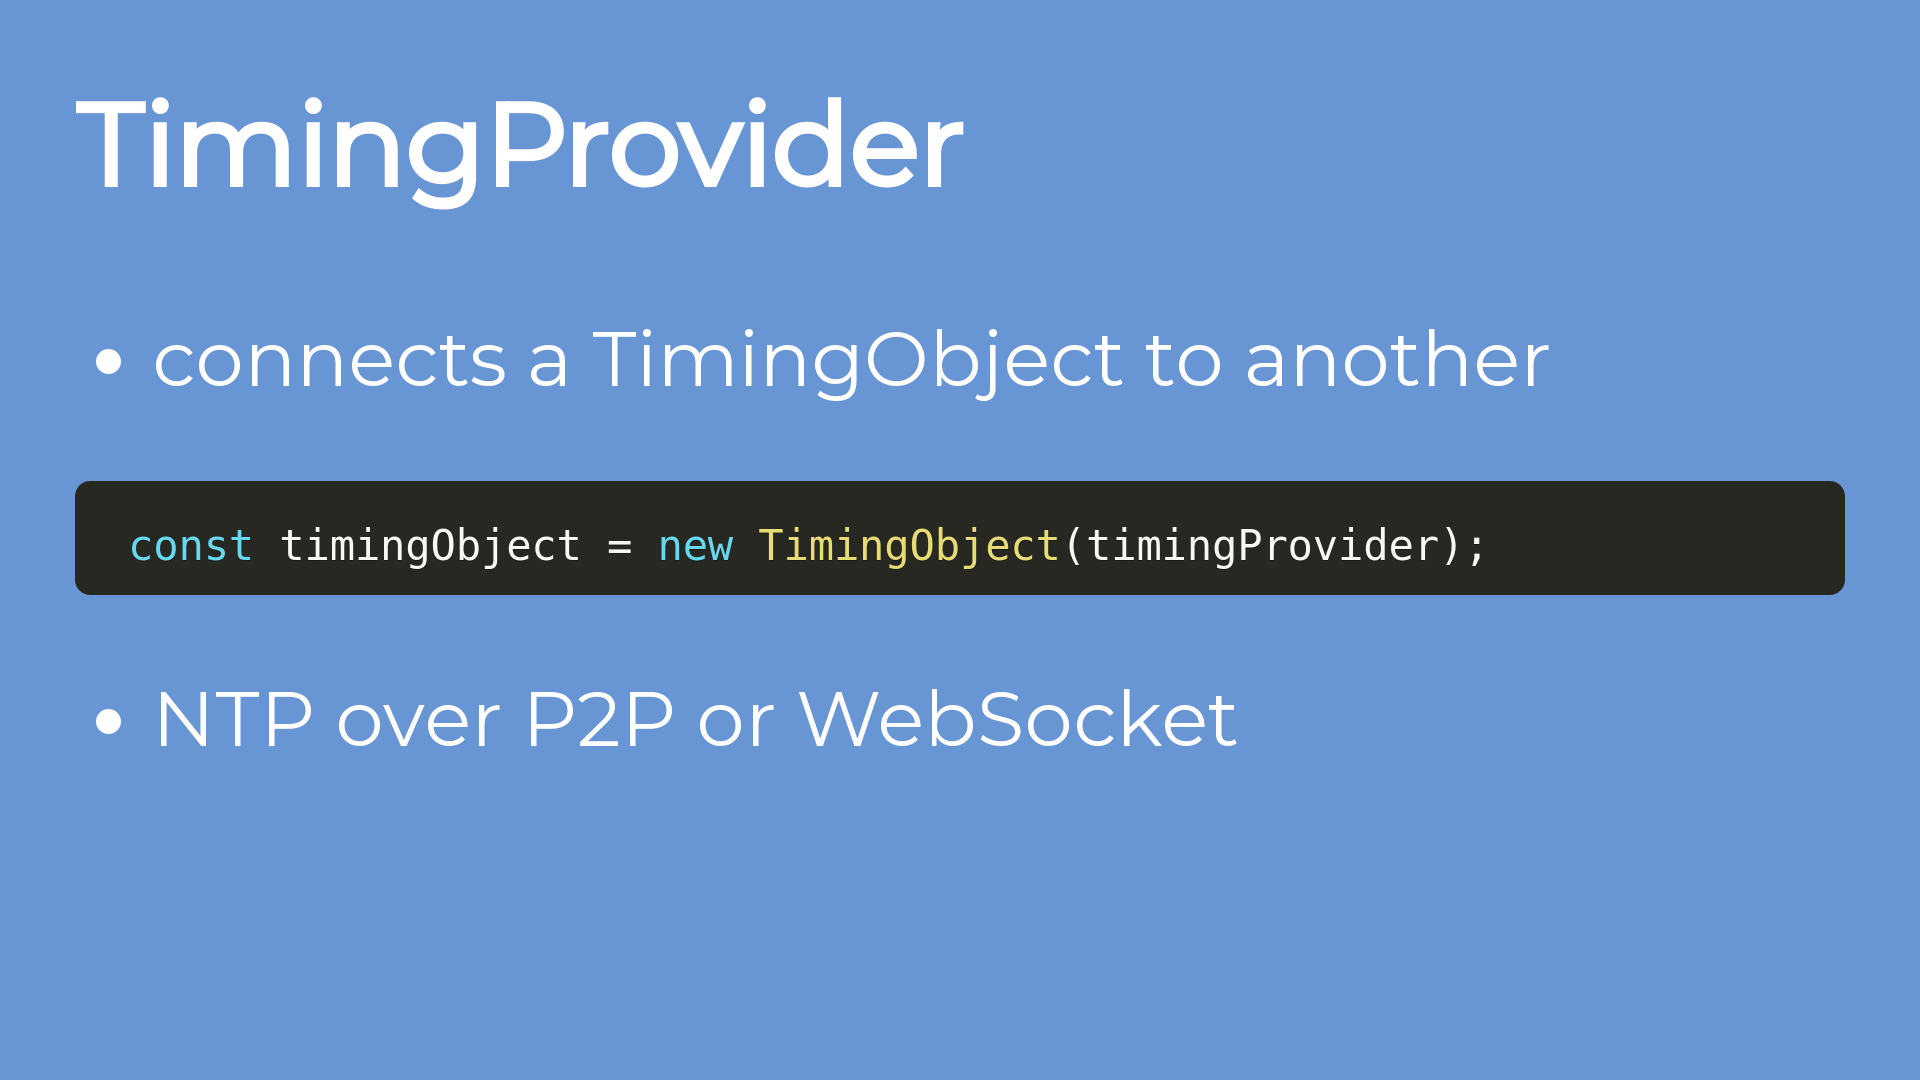 TimingProvider
• connects a TimingObject to another
const timingObject = new TimingObject(timingProvider);
• NTP over P2P or WebSocket